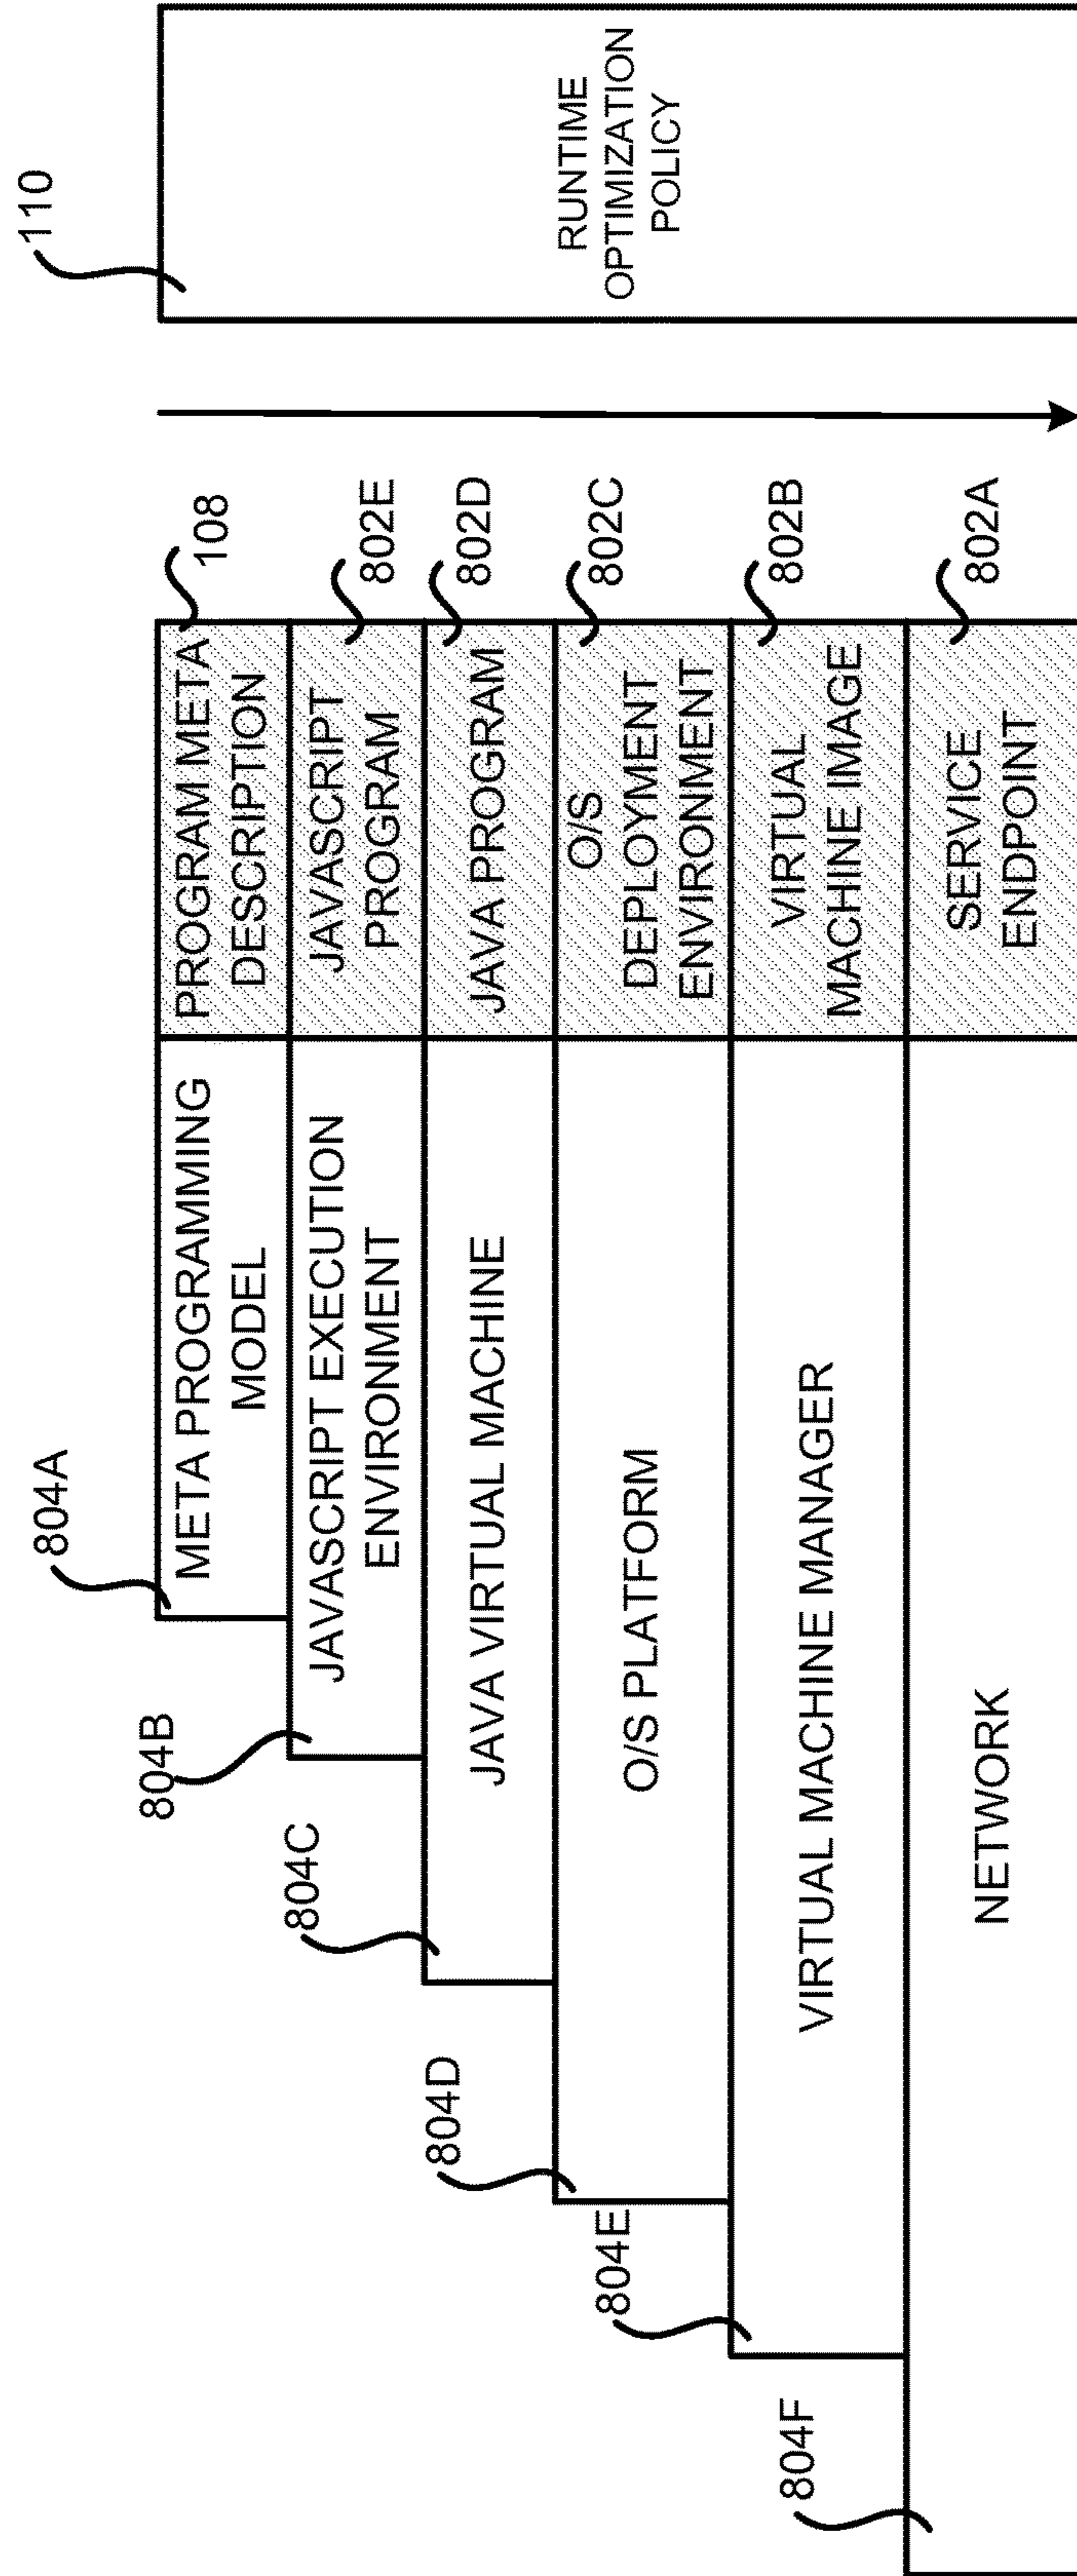 804A
META PROGRAMMING
MODEL
PROGRAM META
DESCRIPTION
108
110
804B
JAVASCRIPT EXECUTION
ENVIRONMENT
JAVASCRIPT
PROGRAM
802E
804C
JAVA VIRTUAL MACHINE
JAVA PROGRAM
802D
804D
O/S PLATFORM
O/S
DEPLOYMENT
ENVIRONMENT
802C
804E
VIRTUAL MACHINE MANAGER
VIRTUAL
MACHINE IMAGE
802B
804F
NETWORK
SERVICE
ENDPOINT
802A
RUNTIME
OPTIMIZATION
POLICY